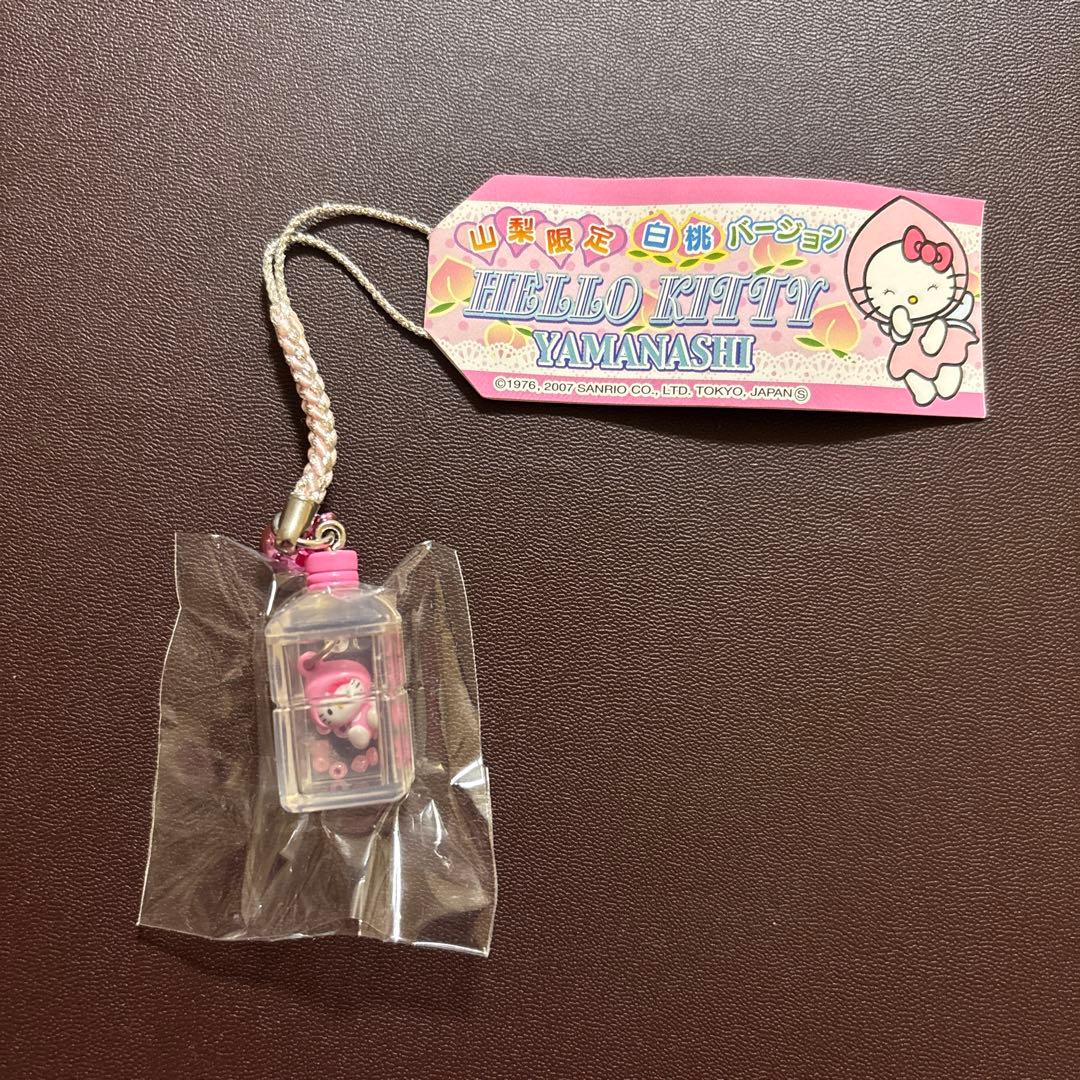 山梨限定 白桃 バージョン
HELLO KITTY
YAMANASHI
©1976, 2007 SANRIO CO., LTD. TOKYO, JAPAN Ⓢ